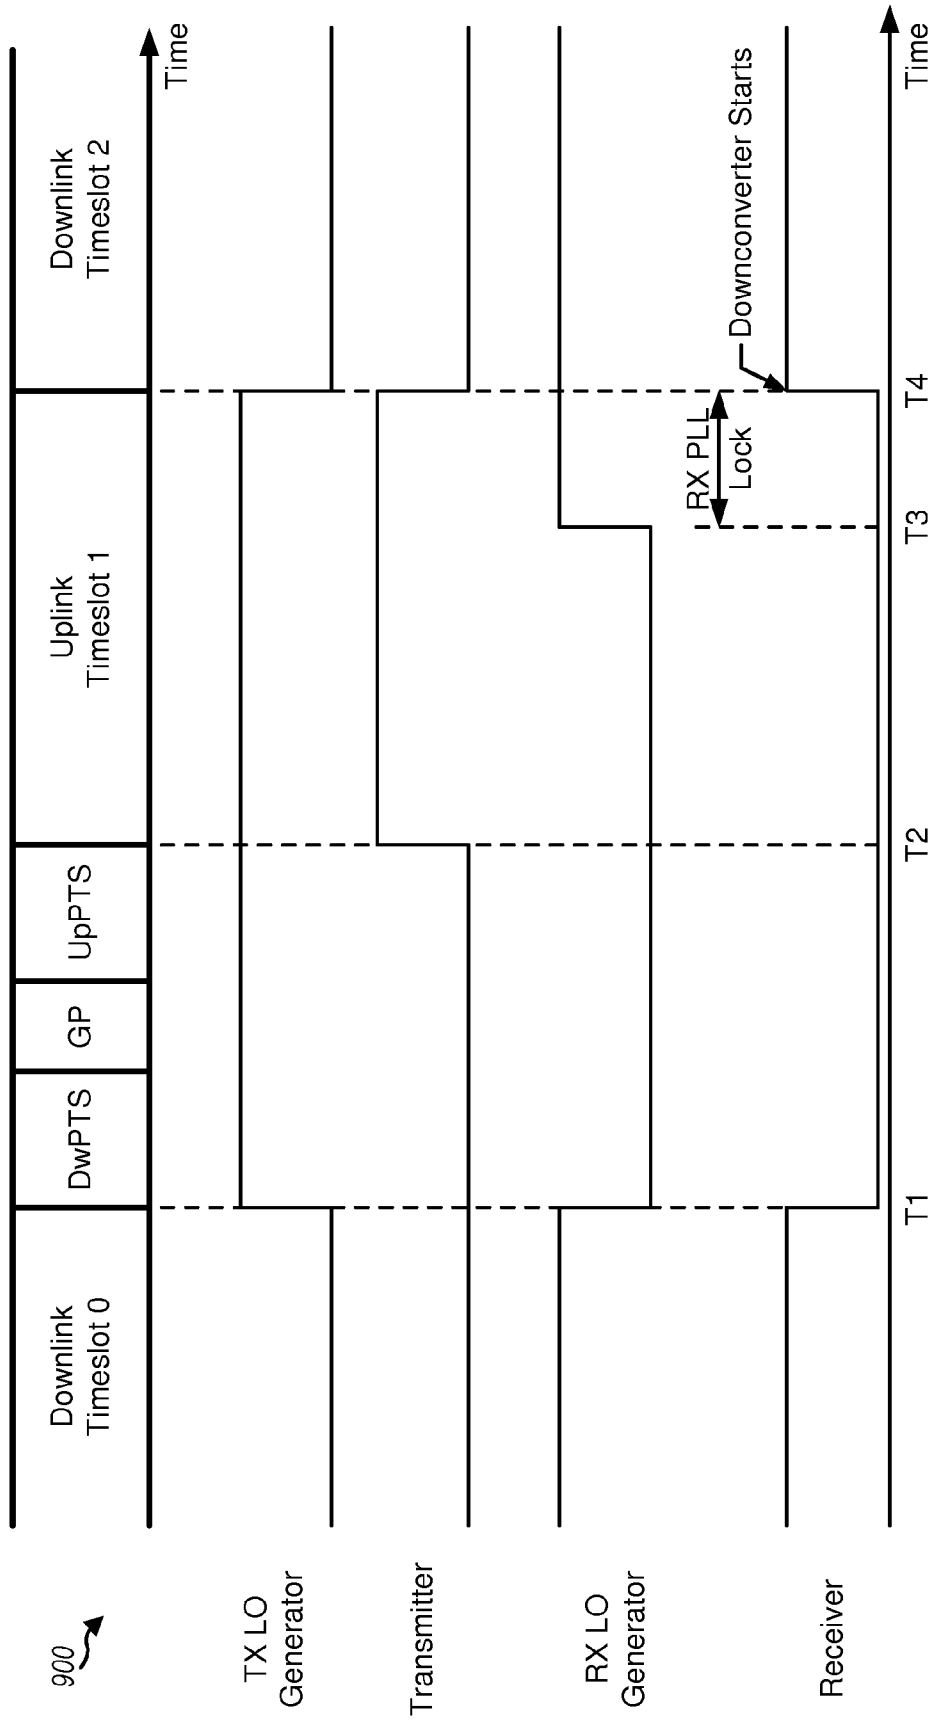 900
Downlink
Timeslot 0
DwPTS
GP
UpPTS
Uplink
Timeslot 1
Downlink
Timeslot 2
Time
TX LO
Generator
Transmitter
RX LO
Generator
RX PLL
Lock
Downconverter Starts
Receiver
T1
T2
T3
T4
Time